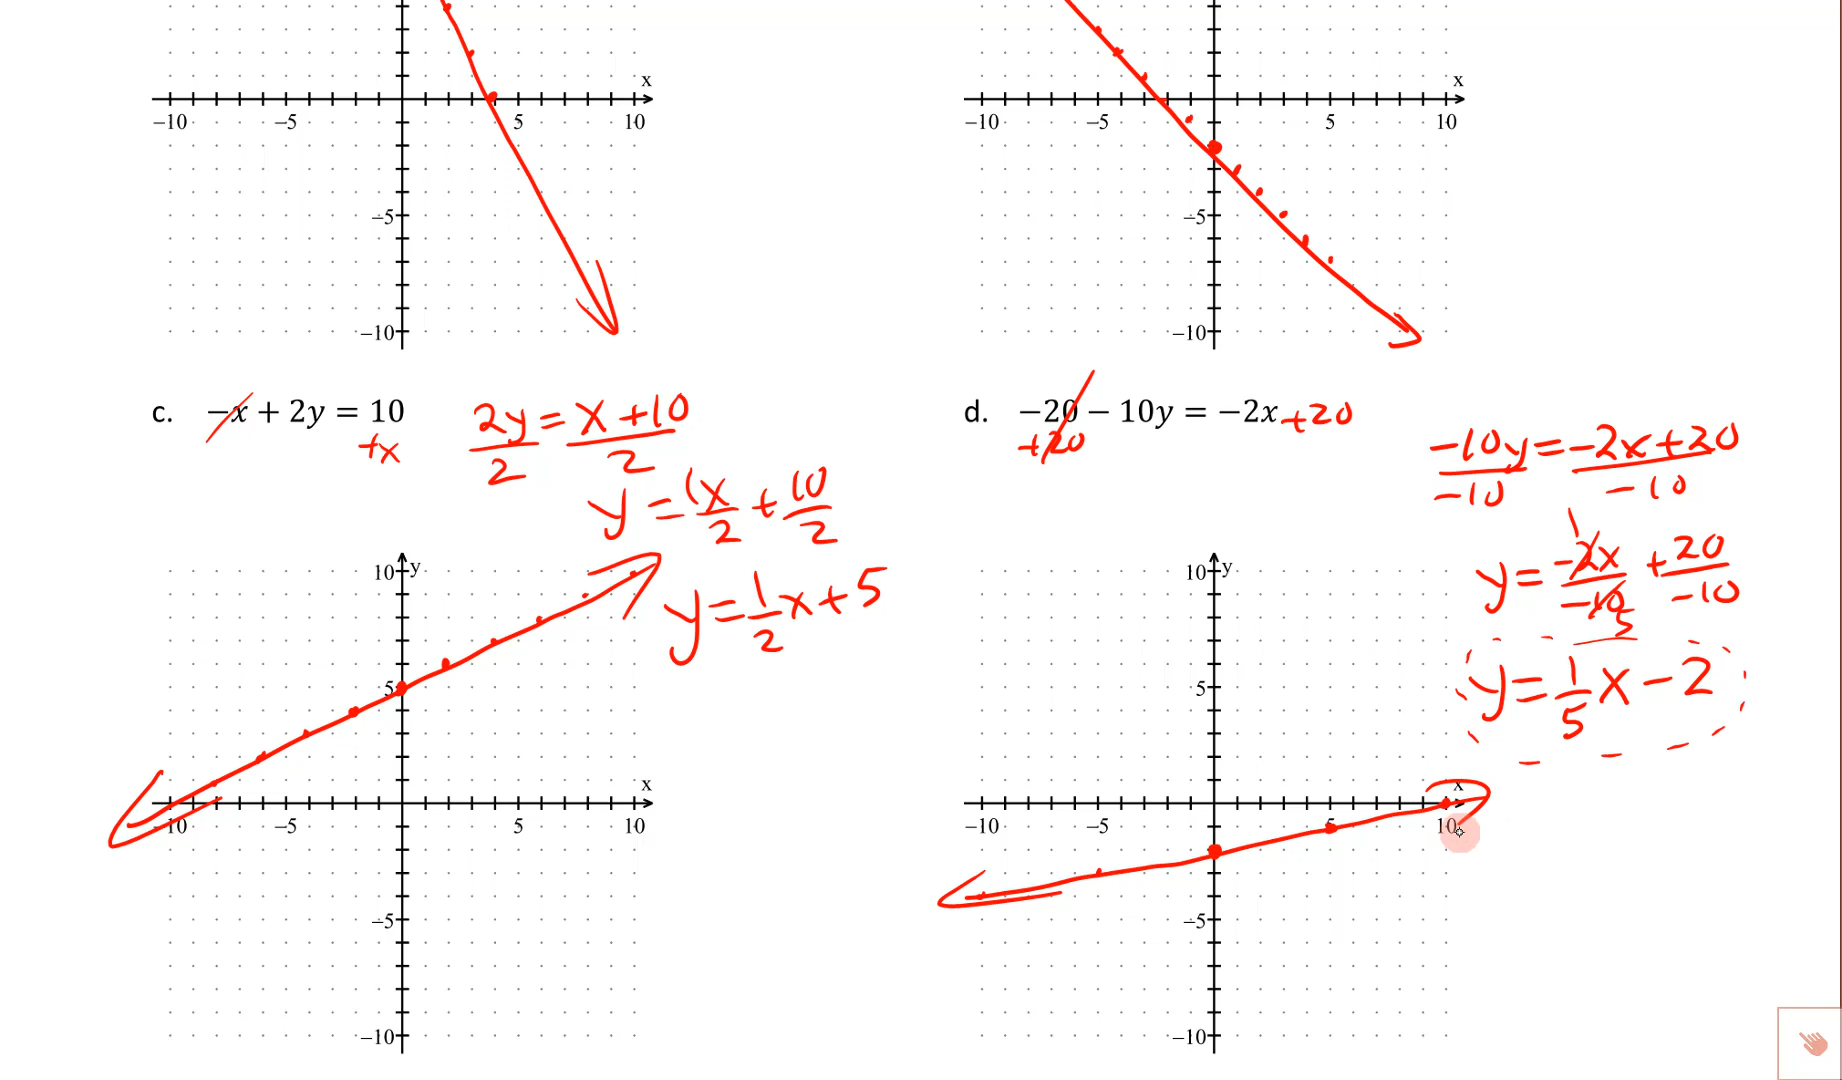 x x
−10 −5 5 10 −10 −5 5 10
−5 −5
−10 −10
c. −x + 2y = 10 2y = x + 10 d. −20 − 10y = −2x +20
+x 2 2 +20
−10y = −2x + 20
−10 −10
y = 1x/2 + 10/2
y = −2x/−10 + 20/−10
1 5
10 y 10 y
y = 1/2 x + 5
y = 1/5 x − 2
5 5
x x
−10 −5 5 10 −10 −5 5 10
−5 −5
−10 −10